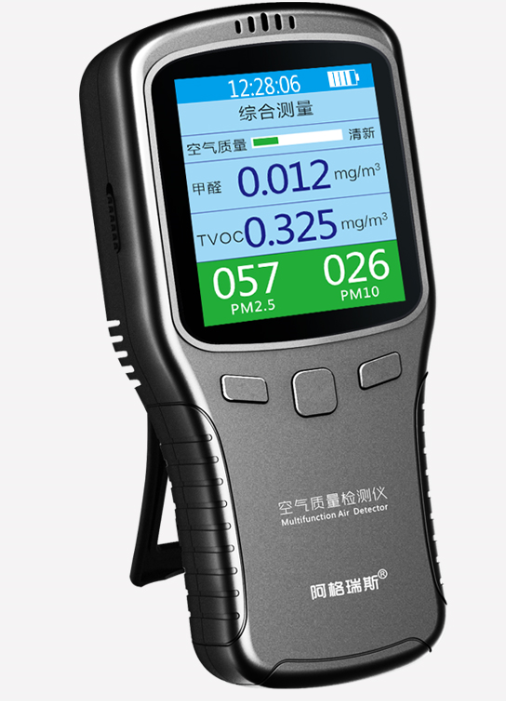 12:28:06
综合测量
空气质量 清新
甲醛 0.012 mg/m³
TVOC 0.325 mg/m³
057 026
PM2.5 PM10
空气质量检测仪
Multifunction Air Detector
阿格瑞斯®